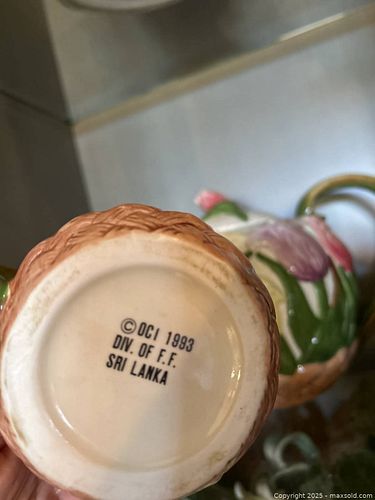 ©OCI 1993
DIV. OF F.F.
SRI LANKA
Copyright © 2025 - maxsold.com